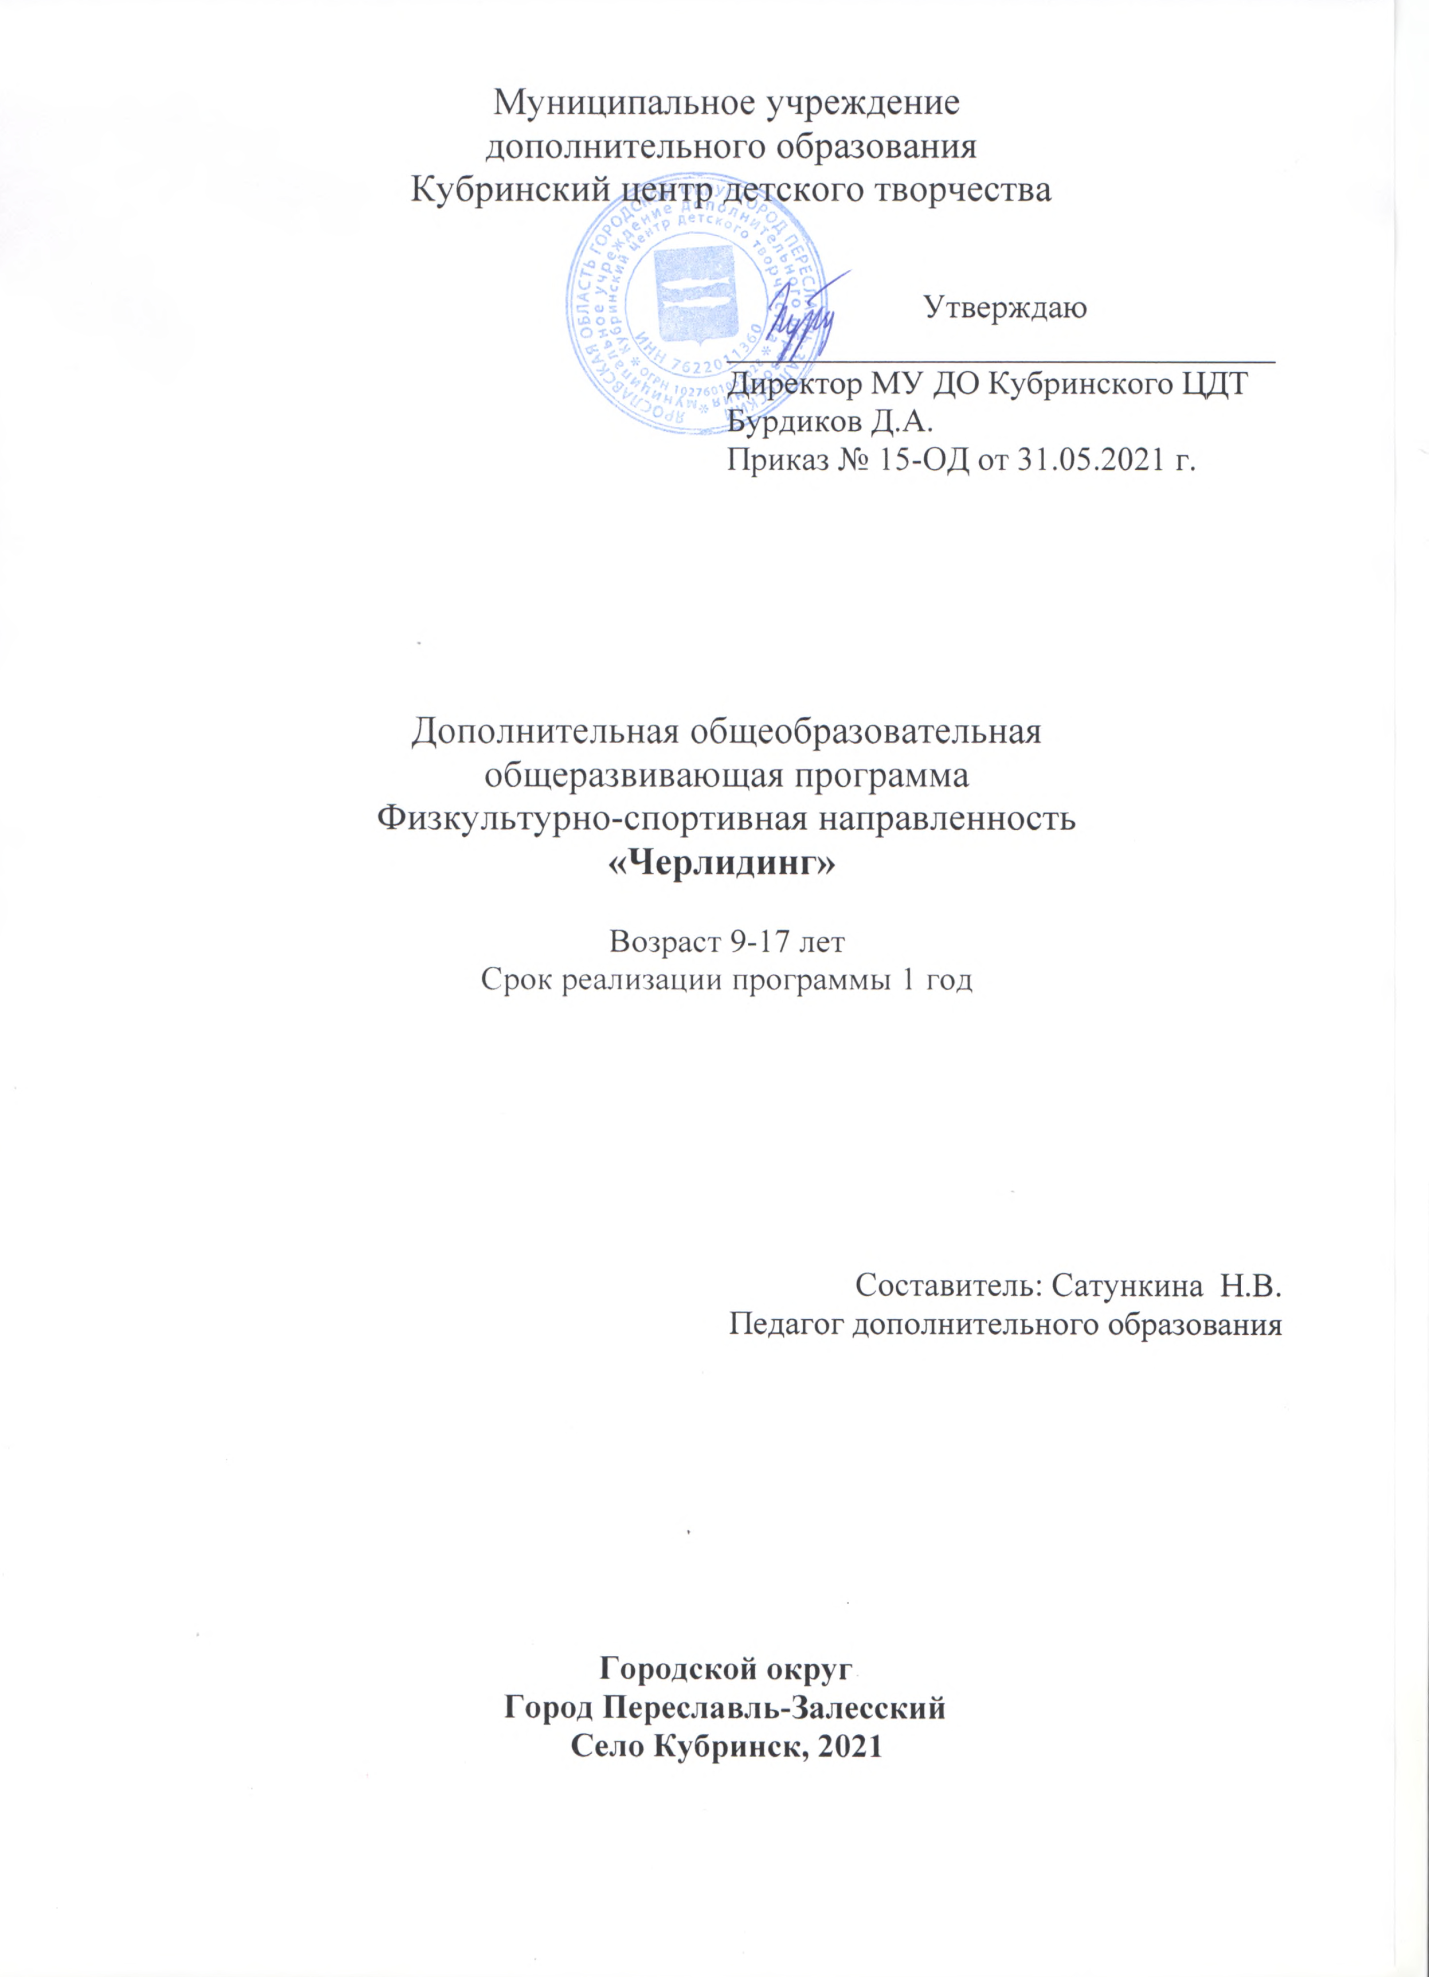 Муниципальное учреждение
дополнительного образования
Кубринский центр детского творчества
ИНН 7622011360
Утверждаю
Директор МУ ДО Кубринского ЦДТ
Бурдиков Д.А.
Приказ № 15-ОД от 31.05.2021 г.
Дополнительная общеобразовательная
общеразвивающая программа
Физкультурно-спортивная направленность
«Черлидинг»
Возраст 9-17 лет
Срок реализации программы 1 год
Составитель: Сатункина  Н.В.
Педагог дополнительного образования
Городской округ
Город Переславль-Залесский
Село Кубринск, 2021